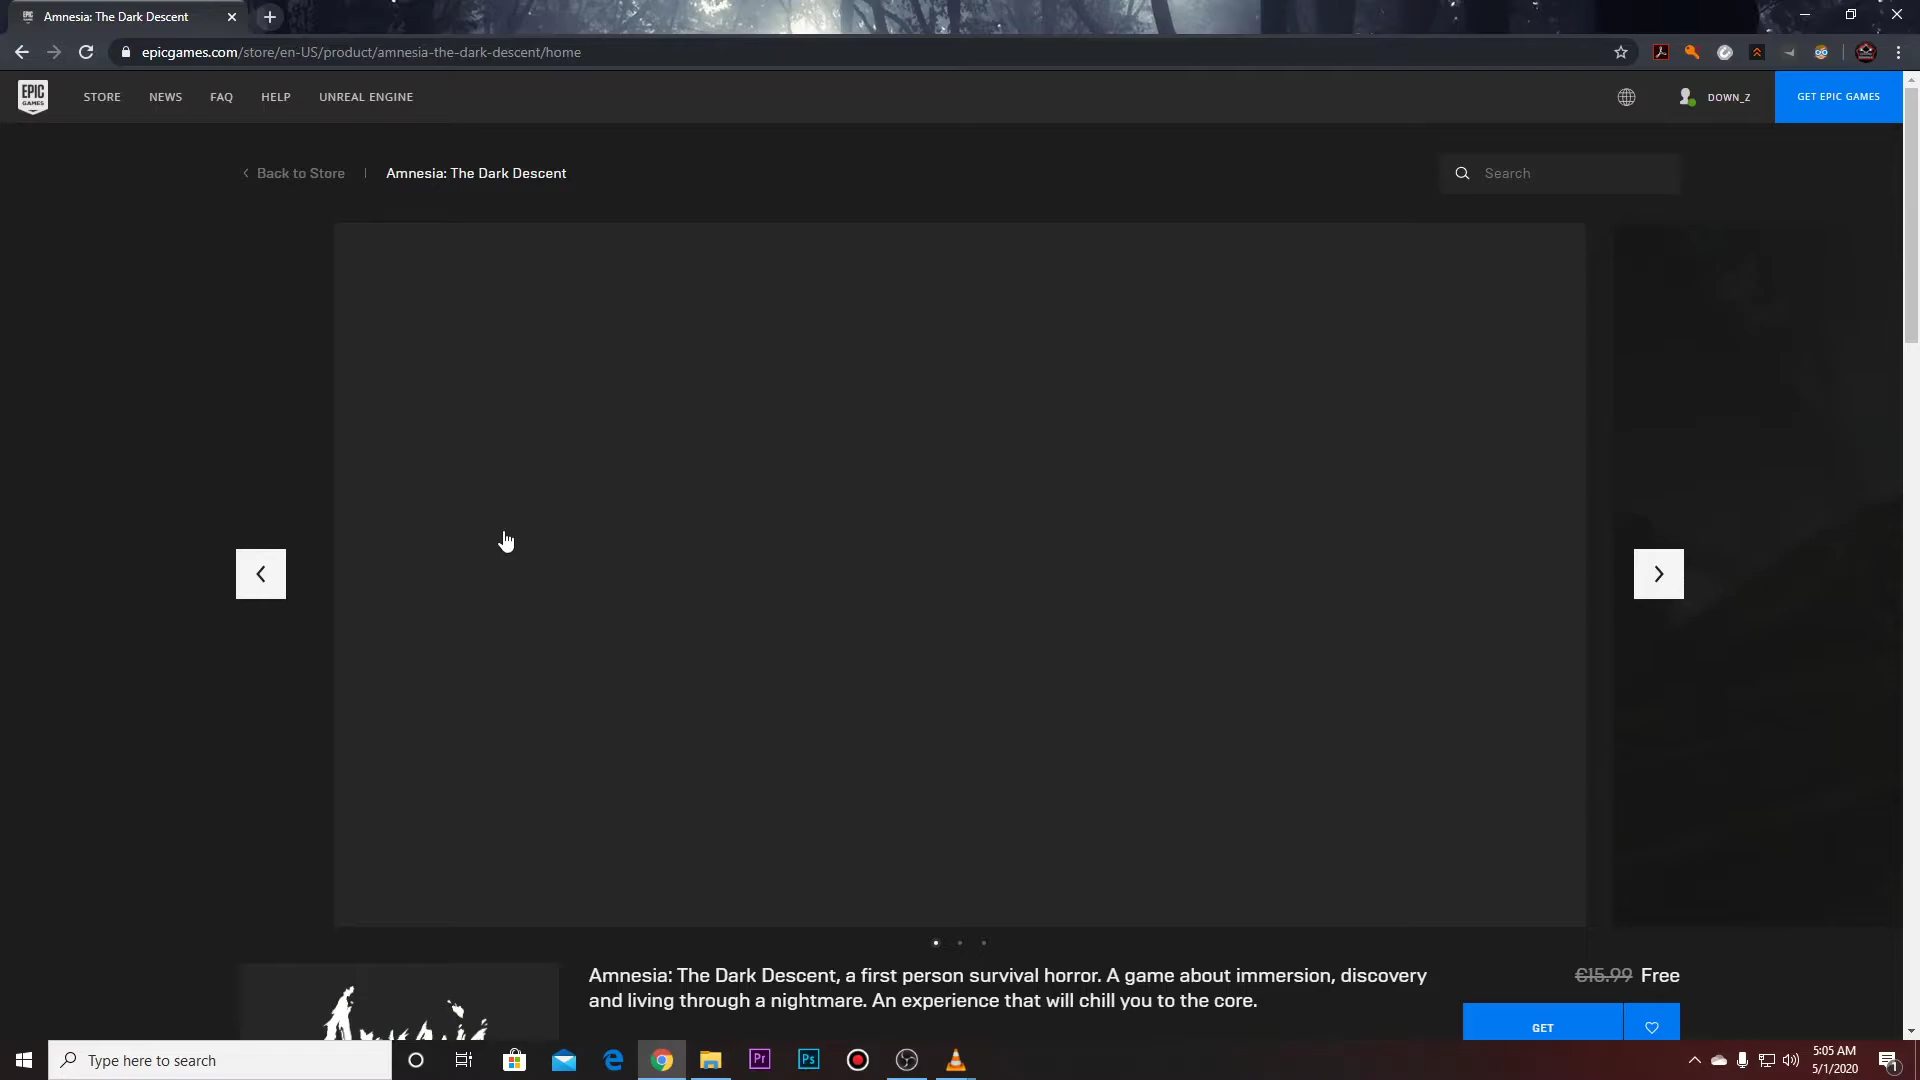 Amnesia: The Dark Descent
epicgames.com/store/en-US/product/amnesia-the-dark-descent/home
EPIC GAMES
STORE NEWS FAQ HELP UNREAL ENGINE
DOWN_Z
GET EPIC GAMES
Back to Store | Amnesia: The Dark Descent
Search
Amnesia: The Dark Descent, a first person survival horror. A game about immersion, discovery
and living through a nightmare. An experience that will chill you to the core.
€15.99 Free
GET
Type here to search
Pr
Ps
5:05 AM
5/1/2020
1